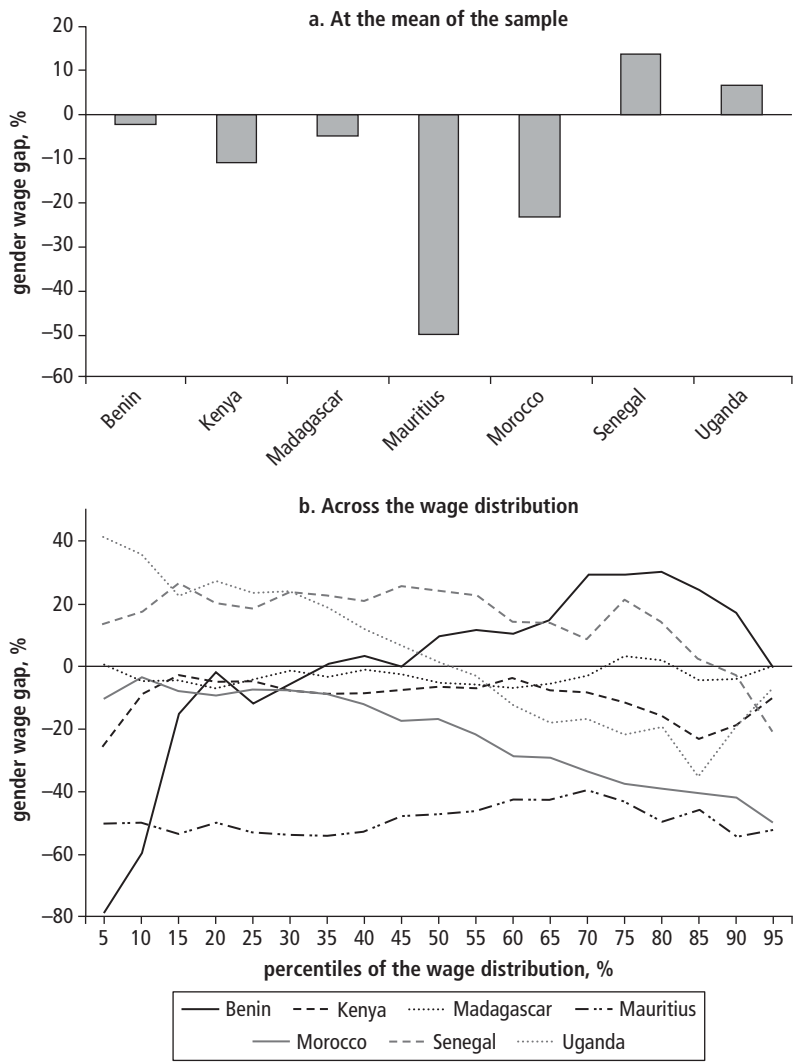 a. At the mean of the sample
gender wage gap, %
20
10
0
–10
–20
–30
–40
–50
–60
Benin
Kenya
Madagascar
Mauritius
Morocco
Senegal
Uganda
b. Across the wage distribution
gender wage gap, %
40
20
0
–20
–40
–60
–80
5 10 15 20 25 30 35 40 45 50 55 60 65 70 75 80 85 90 95
percentiles of the wage distribution, %
Benin Kenya Madagascar Mauritius
Morocco Senegal Uganda